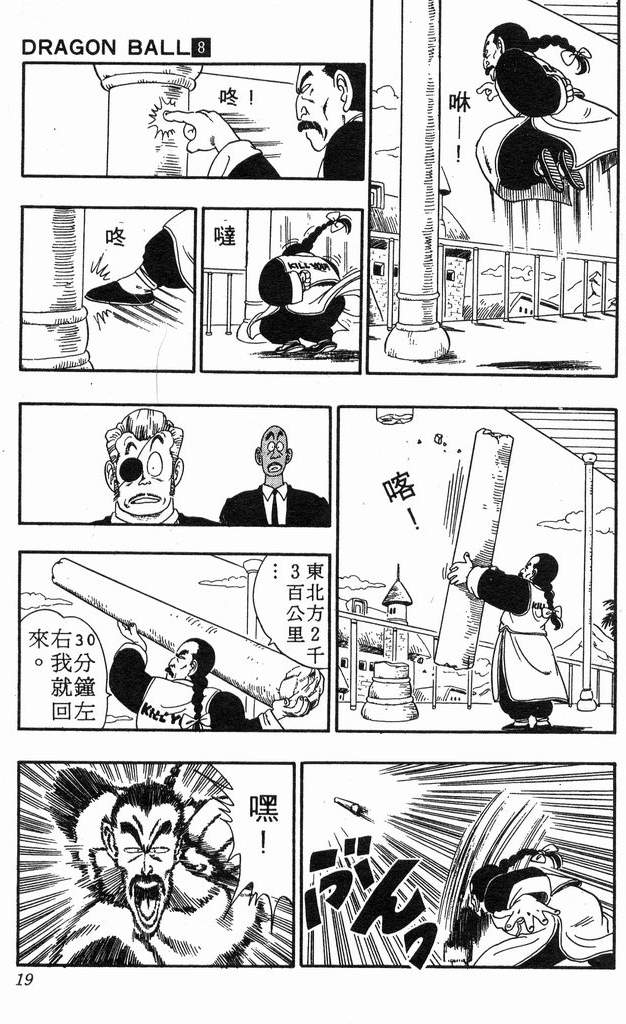 DRAGON BALL 8
咚！
咻—！
咚
噠
KILL YOU
喀！
KILL
東北方2千
3百公里
⋮
30分鐘左
右我就回
來。
KILL Y
嘿！
ぶんっ
19